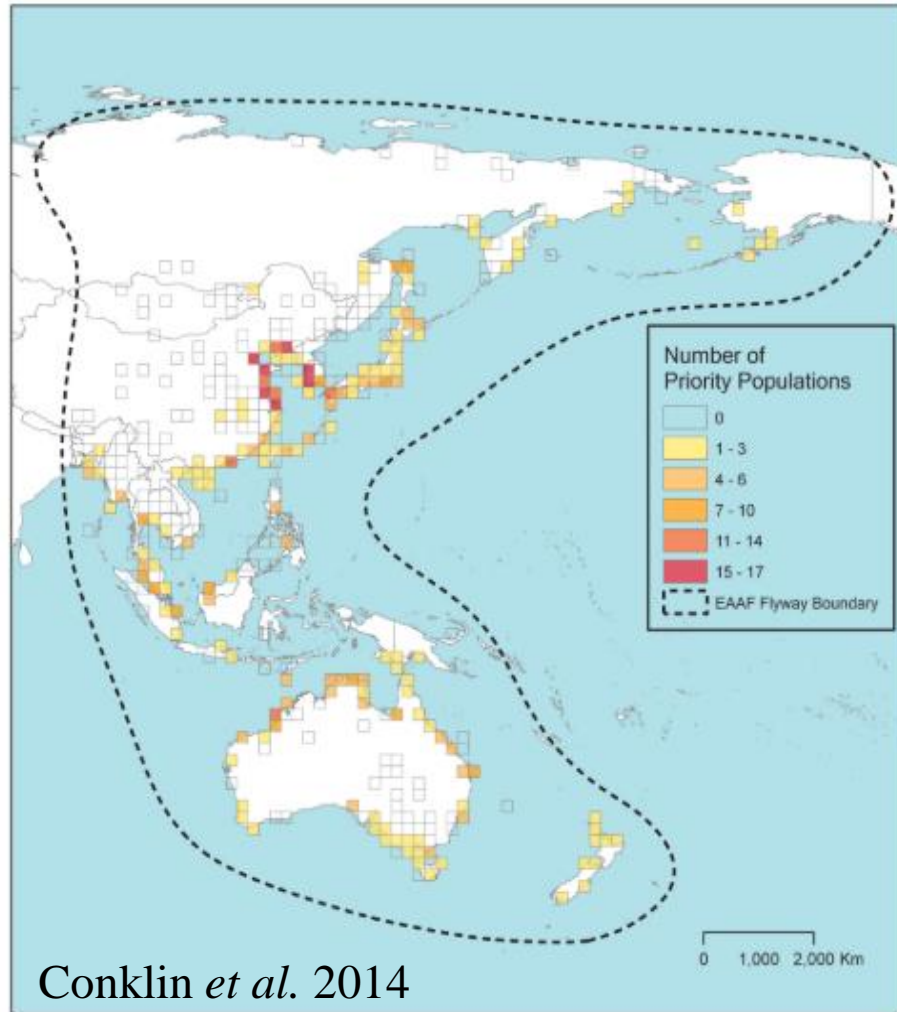 Number of
Priority Populations
0
1 - 3
4 - 6
7 - 10
11 - 14
15 - 17
EAAF Flyway Boundary
0 1,000 2,000 Km
Conklin et al. 2014